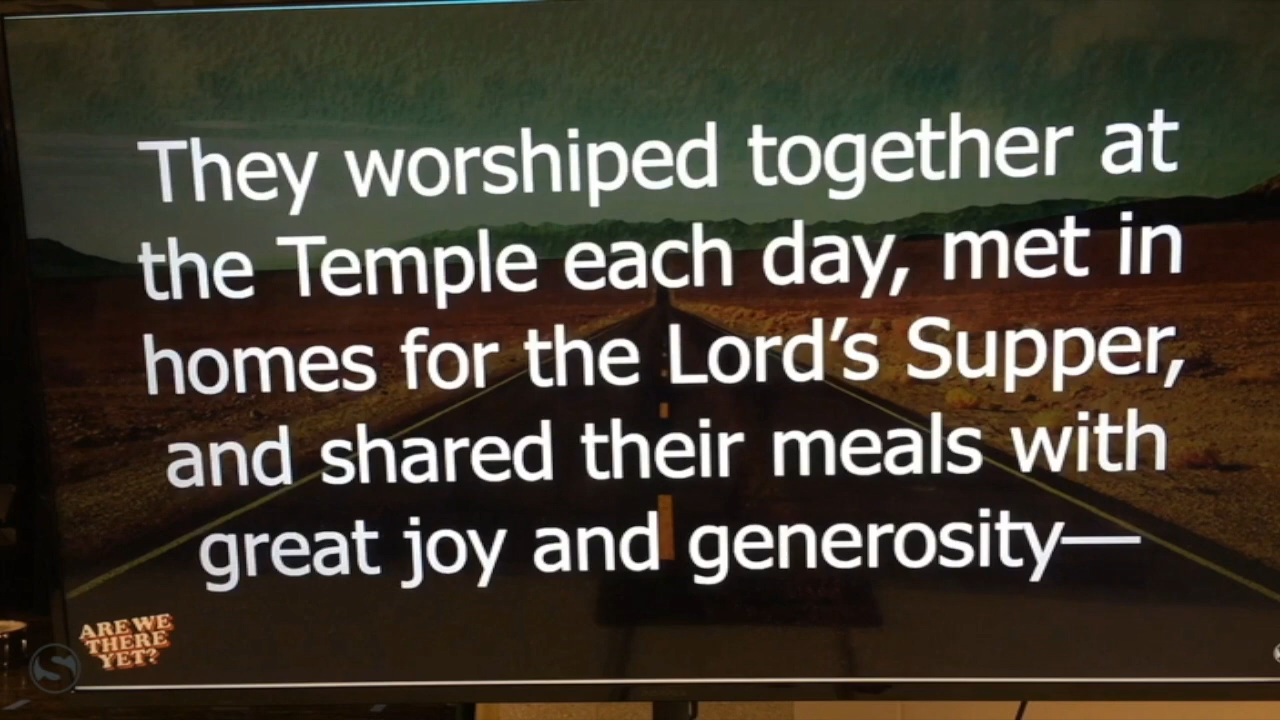 They worshiped together at
the Temple each day, met in
homes for the Lord's Supper,
and shared their meals with
great joy and generosity—
ARE WE
THERE
YET?
S